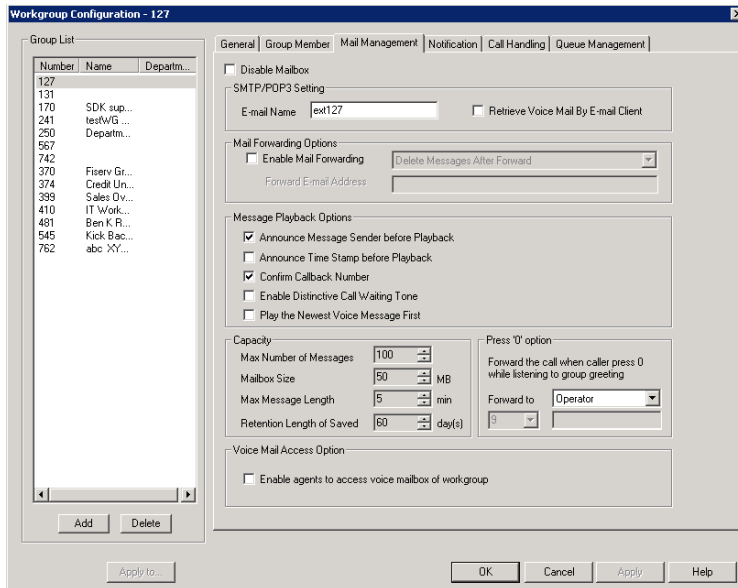 Workgroup Configuration - 127
Group List
Number Name Departm...
127
131
170 SDK sup...
241 testWG ...
250 Departm...
567
742
370 Fiserv Gr...
374 Credit Un...
399 Sales Ov...
410 IT Work...
481 Ben K R...
545 Kick Bac...
762 abc XY...
Add Delete
Apply to...
General Group Member Mail Management Notification Call Handling Queue Management
Disable Mailbox
SMTP/POP3 Setting
E-mail Name ext127 Retrieve Voice Mail By E-mail Client
Mail Forwarding Options
Enable Mail Forwarding Delete Messages After Forward
Forward E-mail Address
Message Playback Options
Announce Message Sender before Playback
Announce Time Stamp before Playback
Confirm Callback Number
Enable Distinctive Call Waiting Tone
Play the Newest Voice Message First
Capacity
Max Number of Messages 100
Mailbox Size 50 MB
Max Message Length 5 min
Retention Length of Saved 60 day(s)
Press '0' option
Forward the call when caller press 0
while listening to group greeting
Forward to Operator
9
Voice Mail Access Option
Enable agents to access voice mailbox of workgroup
OK Cancel Apply Help